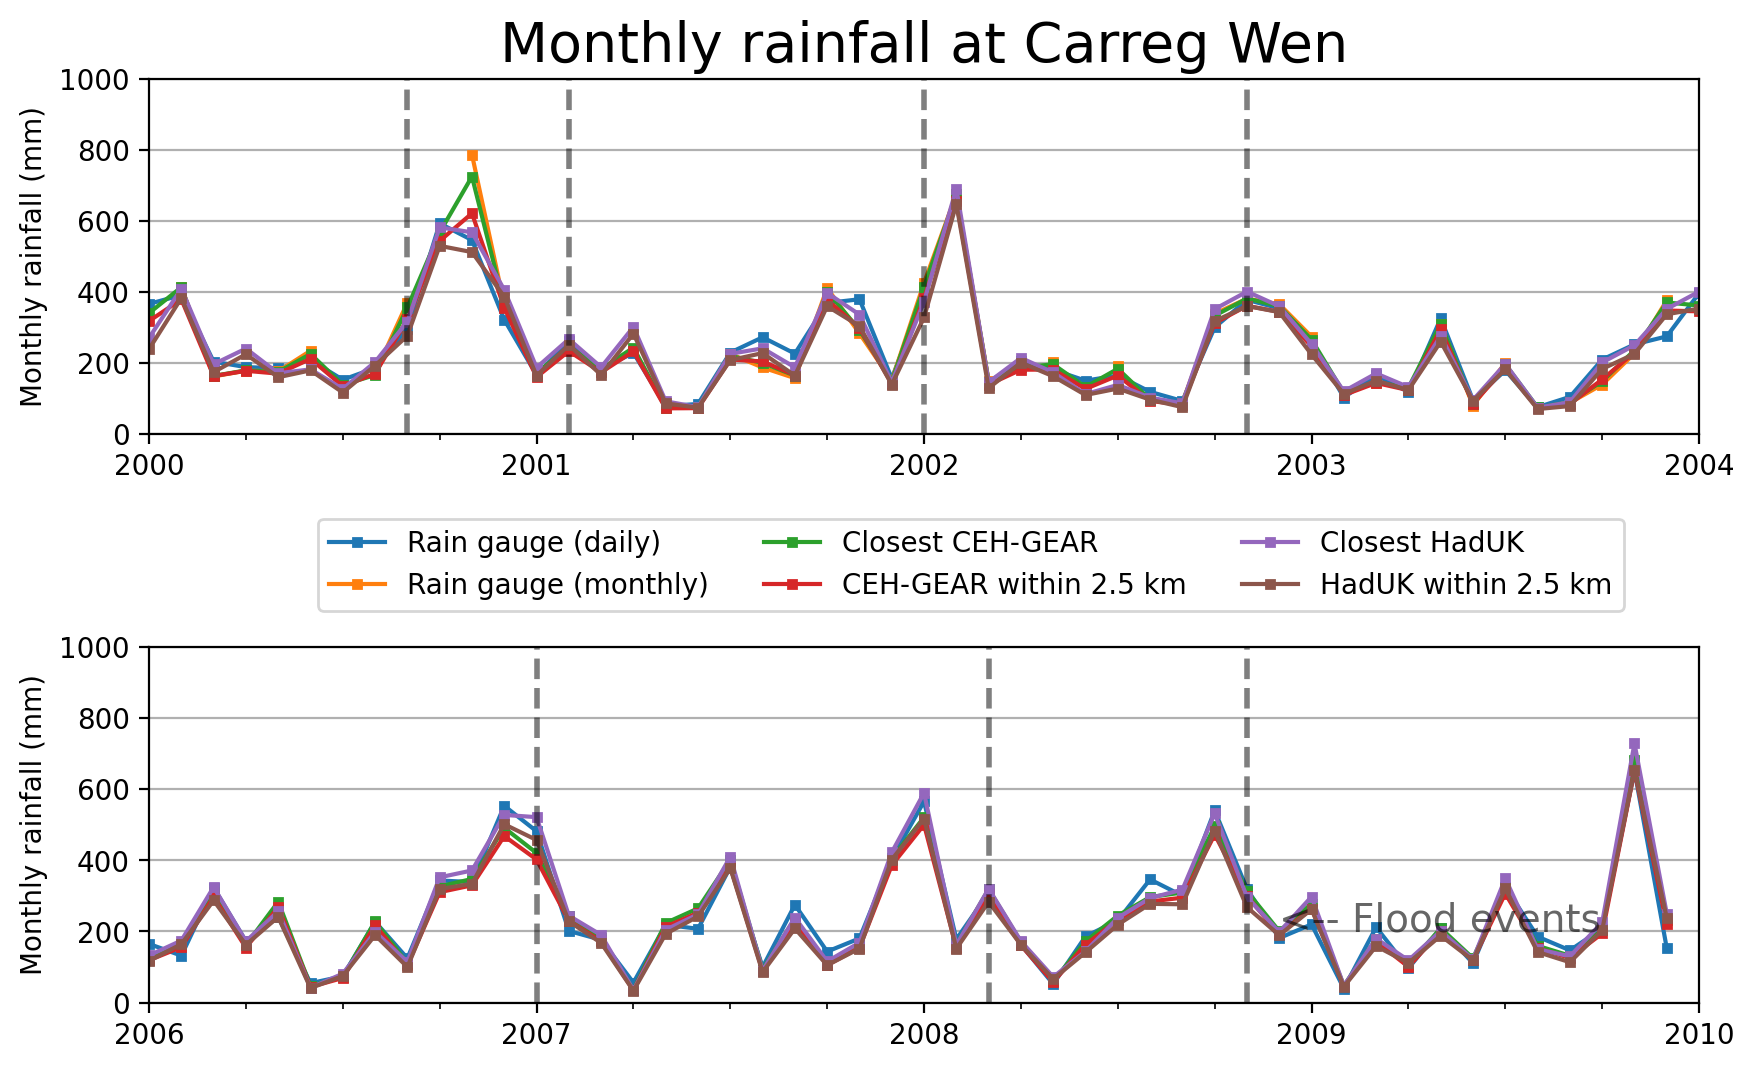 Monthly rainfall at Carreg Wen
Monthly rainfall (mm)
1000
800
600
400
200
0
2000 2001 2002 2003 2004
Rain gauge (daily) Closest CEH-GEAR Closest HadUK
Rain gauge (monthly) CEH-GEAR within 2.5 km HadUK within 2.5 km
Monthly rainfall (mm)
1000
800
600
400
200
0
<-- Flood events
2006 2007 2008 2009 2010